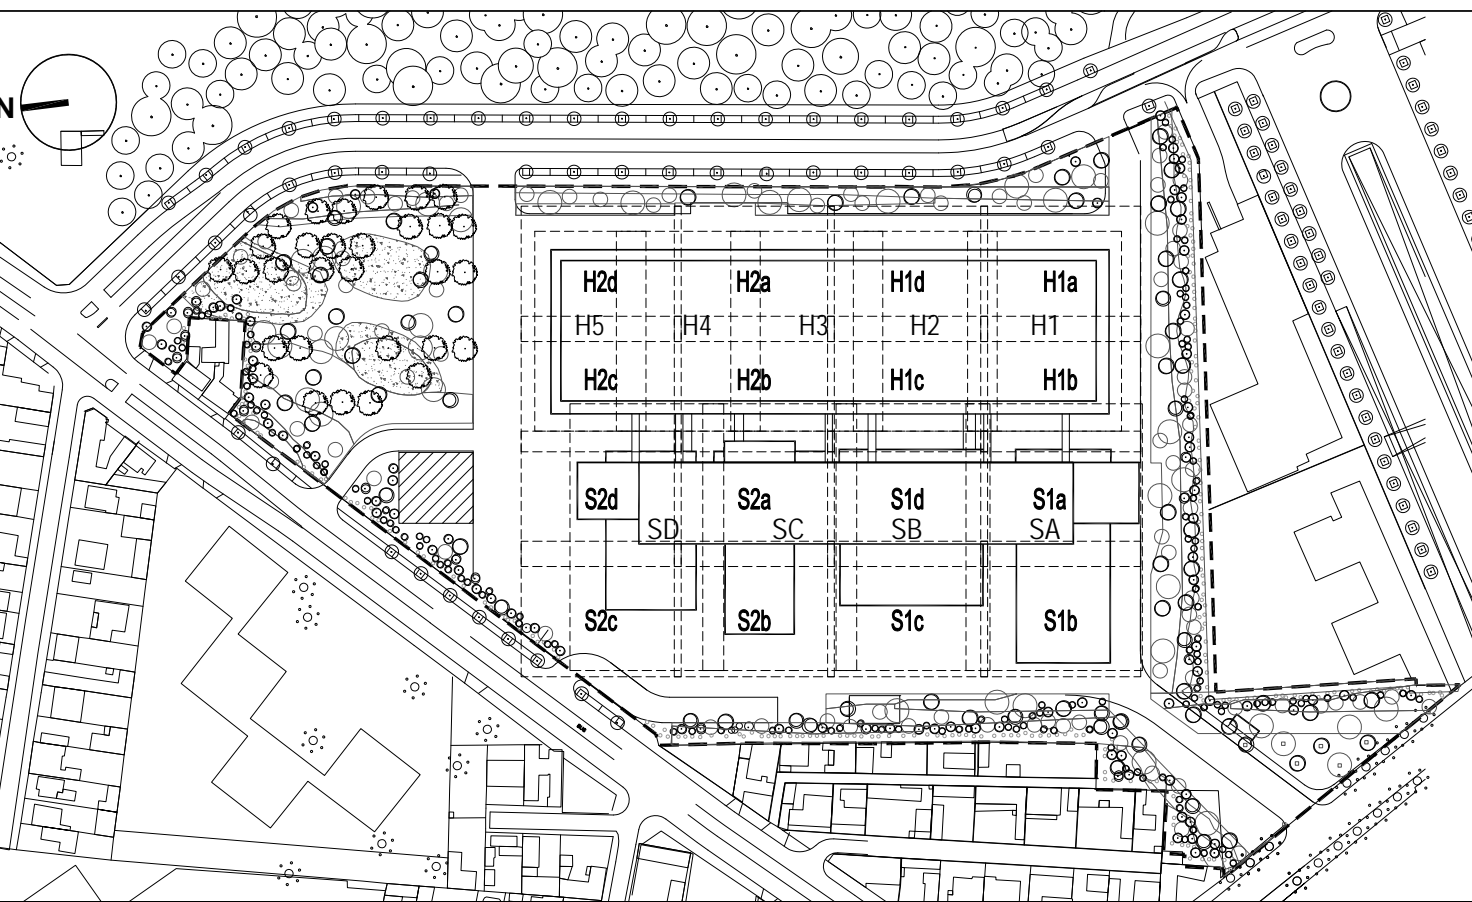 N
H2d H2a H1d H1a
H5 H4 H3 H2 H1
H2c H2b H1c H1b
S2d S2a S1d S1a
SD SC SB SA
S2c S2b S1c S1b